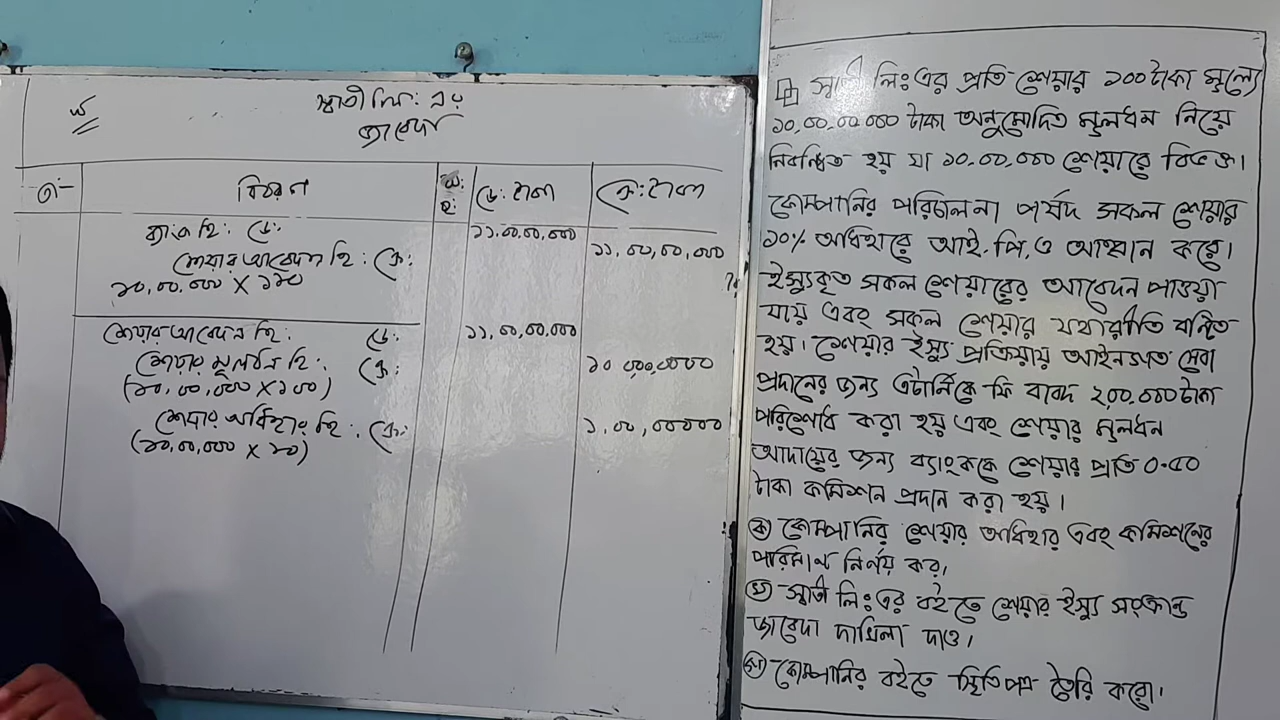 খ
স্বাতী লি: এর
জাবেদা
তা:- বিবরণ খ: পৃ: ডে: টাকা ক্রে: টাকা
ব্যাংক হি: ডে: ১১,০০,০০,০০০
শেয়ার আবেদন হি: ক্রে: ১১,০০,০০,০০০
১০,০০,০০০ X ১১০
শেয়ার আবেদন হি: ডে: ১১,০০,০০,০০০
শেয়ার মূলধন হি: ক্রে: ১০,০০,০০,০০০
(১০,০০,০০০ X ১০০)
শেয়ার অধিহার হি: ক্রে: ১,০০,০০০০০
(১০,০০,০০০ X ১০)
স্বাতী লিঃ এর প্রতি শেয়ার ১০০ টাকা মূল্যে
১০,০০,০০,০০০ টাকা অনুমোদিত মূলধন নিয়ে
নিবন্ধিত হয় যা ১০,০০,০০০ শেয়ারে বিভক্ত।
কোম্পানির পরিচালনা পর্ষদ সকল শেয়ার
১০% অধিহারে আই.পি.ও আহ্বান করে।
ইস্যুকৃত সকল শেয়ারের আবেদন পাওয়া
যায় এবং সকল শেয়ার যথারীতি বন্টিত
হয়। শেয়ার ইস্যু প্রক্রিয়ায় আইনগত সেবা
প্রদানের জন্য এটর্নিকে ফি বাবদ ২,০০,০০০ টাকা
পরিশোধ করা হয় এবং শেয়ার মূলধন
আদায়ের জন্য ব্যাংককে শেয়ার প্রতি ০.৫০
টাকা কমিশন প্রদান করা হয়।
(ক) কোম্পানির শেয়ার অধিহার এবং কমিশনের
পরিমাণ নির্ণয় কর।
(খ) স্বাতী লিঃ এর বইতে শেয়ার ইস্যু সংক্রান্ত
জাবেদা দাখিলা দাও।
(গ) কোম্পানির বইতে স্থিতিপত্র তৈরি করো।